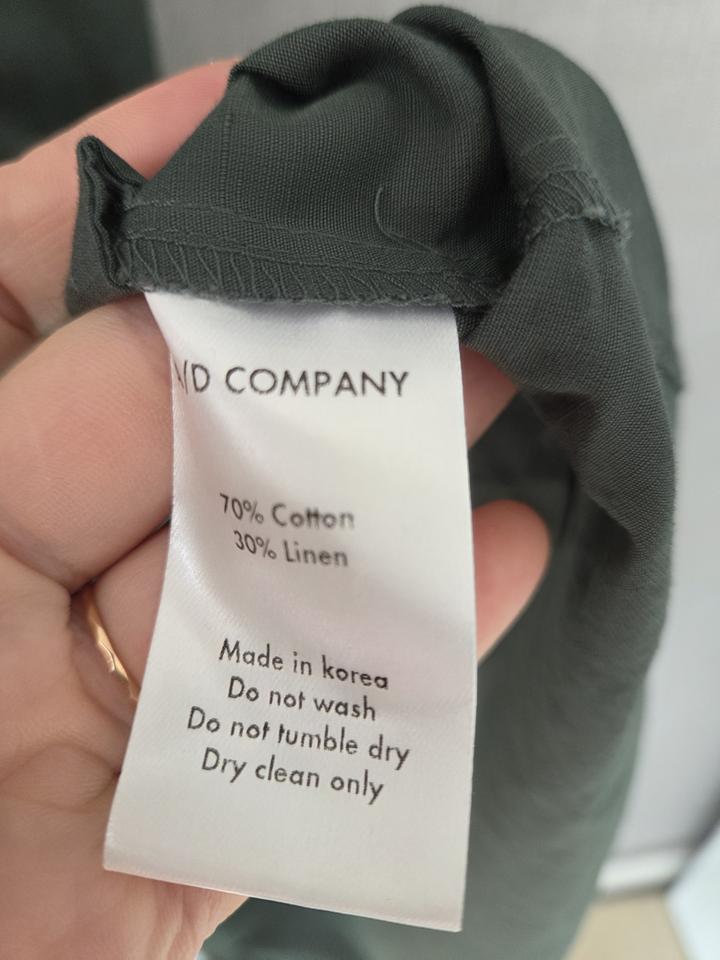 /D COMPANY
70% Cotton
30% Linen
Made in korea
Do not wash
Do not tumble dry
Dry clean only